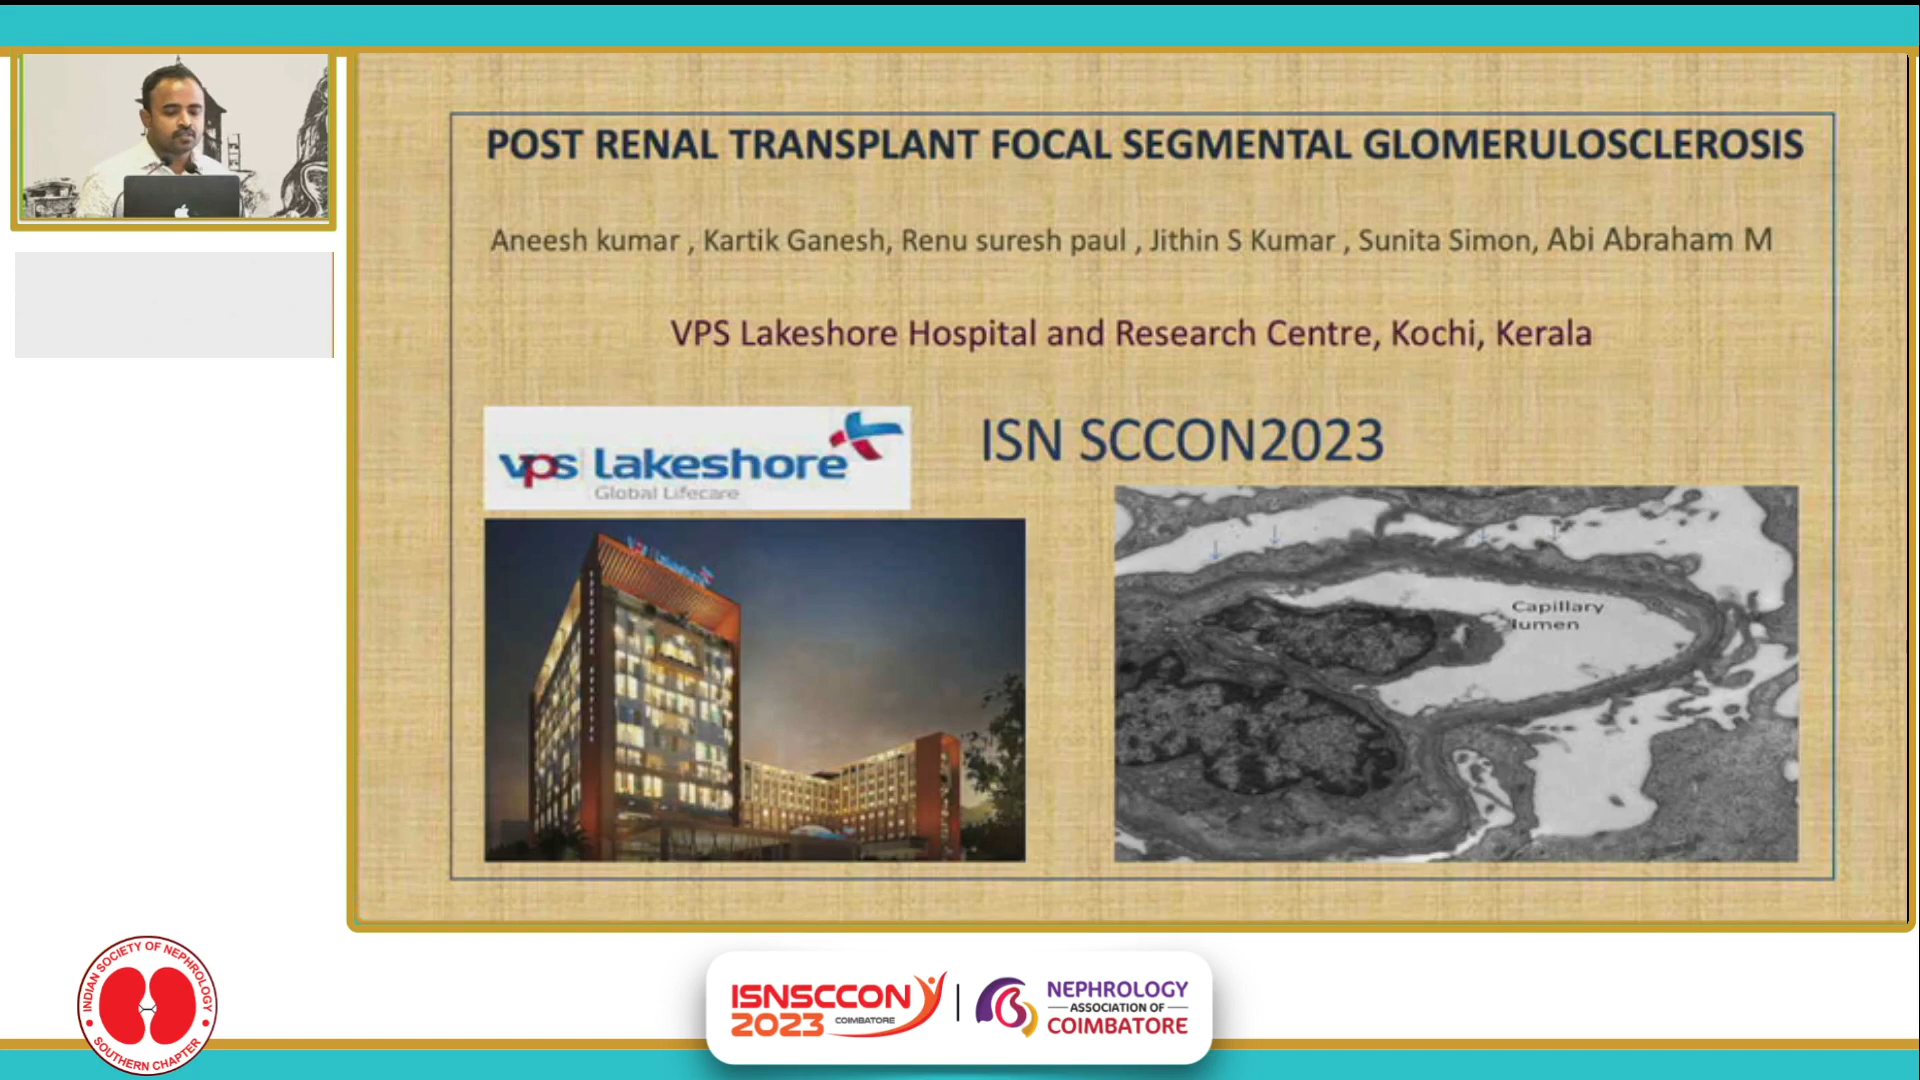 POST RENAL TRANSPLANT FOCAL SEGMENTAL GLOMERULOSCLEROSIS
Aneesh kumar , Kartik Ganesh, Renu suresh paul , Jithin S Kumar , Sunita Simon, Abi Abraham M
VPS Lakeshore Hospital and Research Centre, Kochi, Kerala
vps lakeshore
Global Lifecare
ISN SCCON2023
Capillary
lumen
INDIAN SOCIETY OF NEPHROLOGY
SOUTHERN CHAPTER
ISNSCCON
2023 COIMBATORE
NEPHROLOGY
ASSOCIATION OF
COIMBATORE